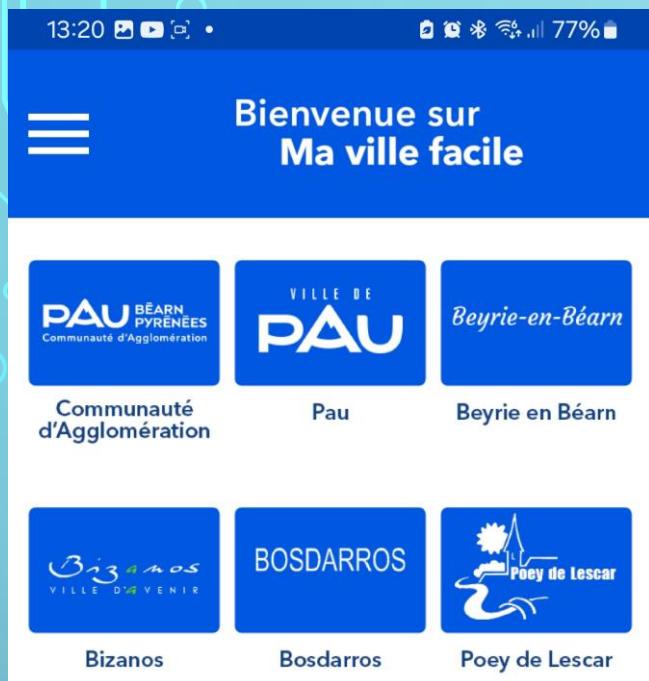 13:20
77%
Bienvenue sur
Ma ville facile
PAU BÉARN
PYRÉNÉES
Communauté d'Agglomération
VILLE DE
PAU
Beyrie-en-Béarn
Communauté
d'Agglomération
Pau
Beyrie en Béarn
Bizanos
VILLE D'AVENIR
BOSDARROS
Poey de Lescar
Bizanos
Bosdarros
Poey de Lescar